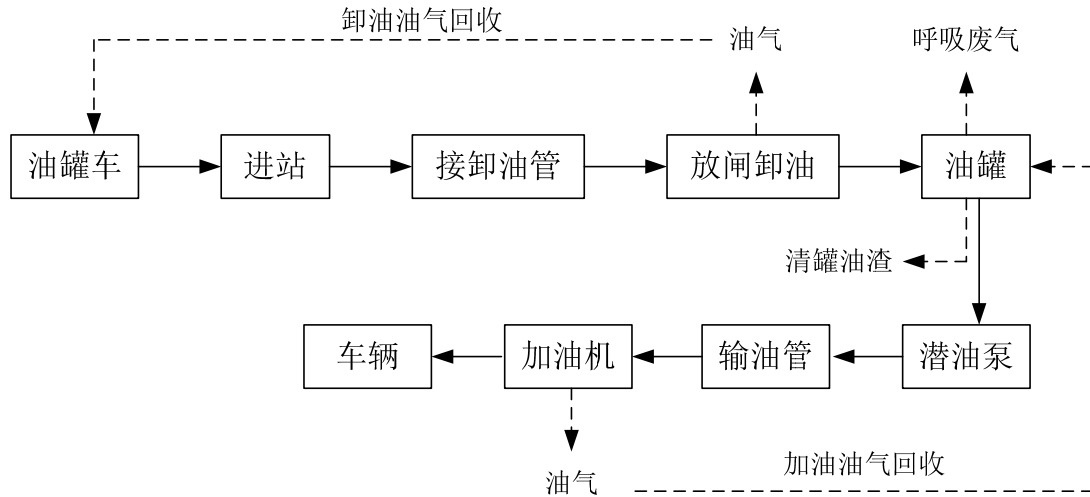 卸油油气回收
油气
呼吸废气
油罐车
进站
接卸油管
放闸卸油
油罐
清罐油渣
车辆
加油机
输油管
潜油泵
油气
加油油气回收